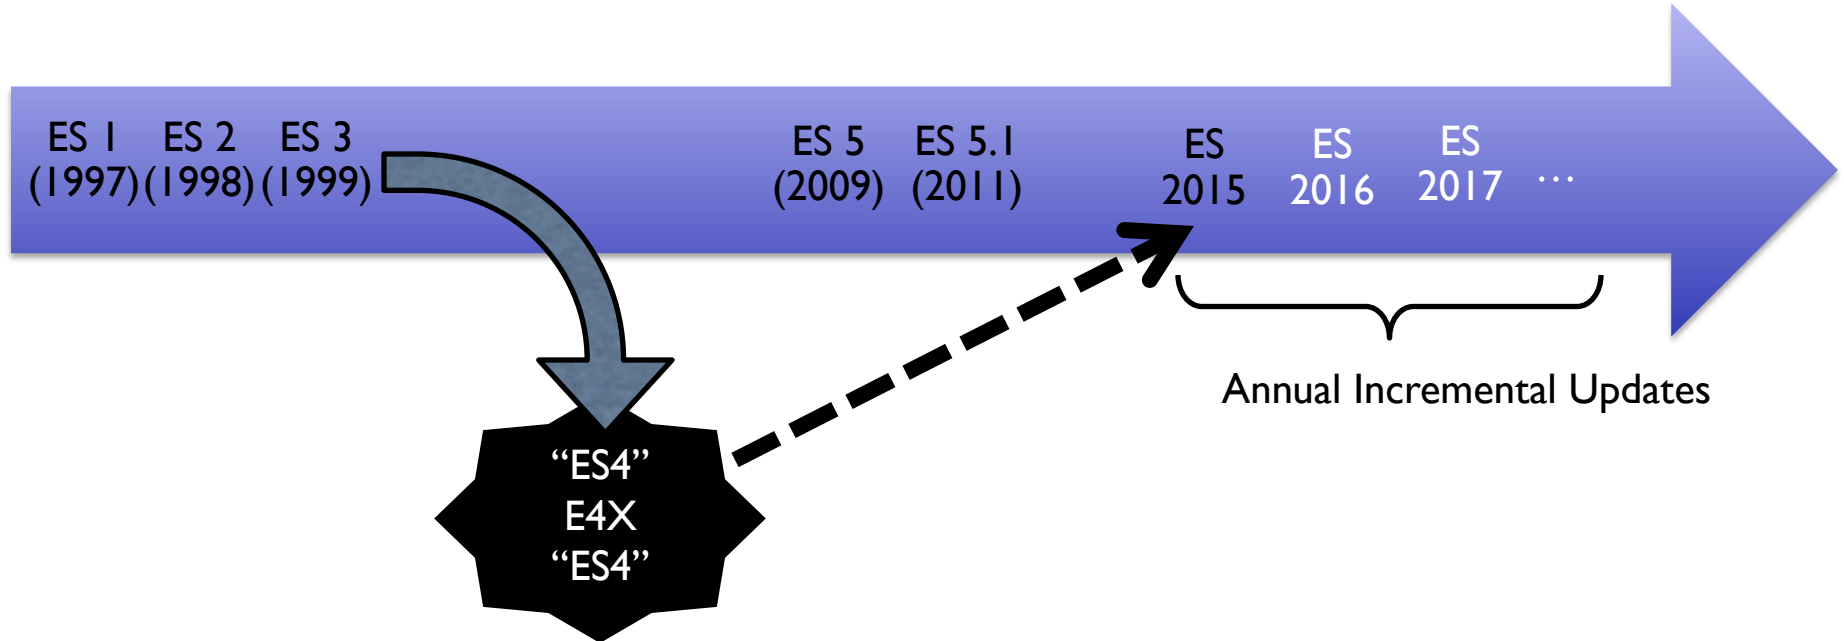 ES 1
(1997)
ES 2
(1998)
ES 3
(1999)
ES 5
(2009)
ES 5.1
(2011)
ES
2015
ES
2016
ES
2017
…
Annual Incremental Updates
“ES4”
E4X
“ES4”